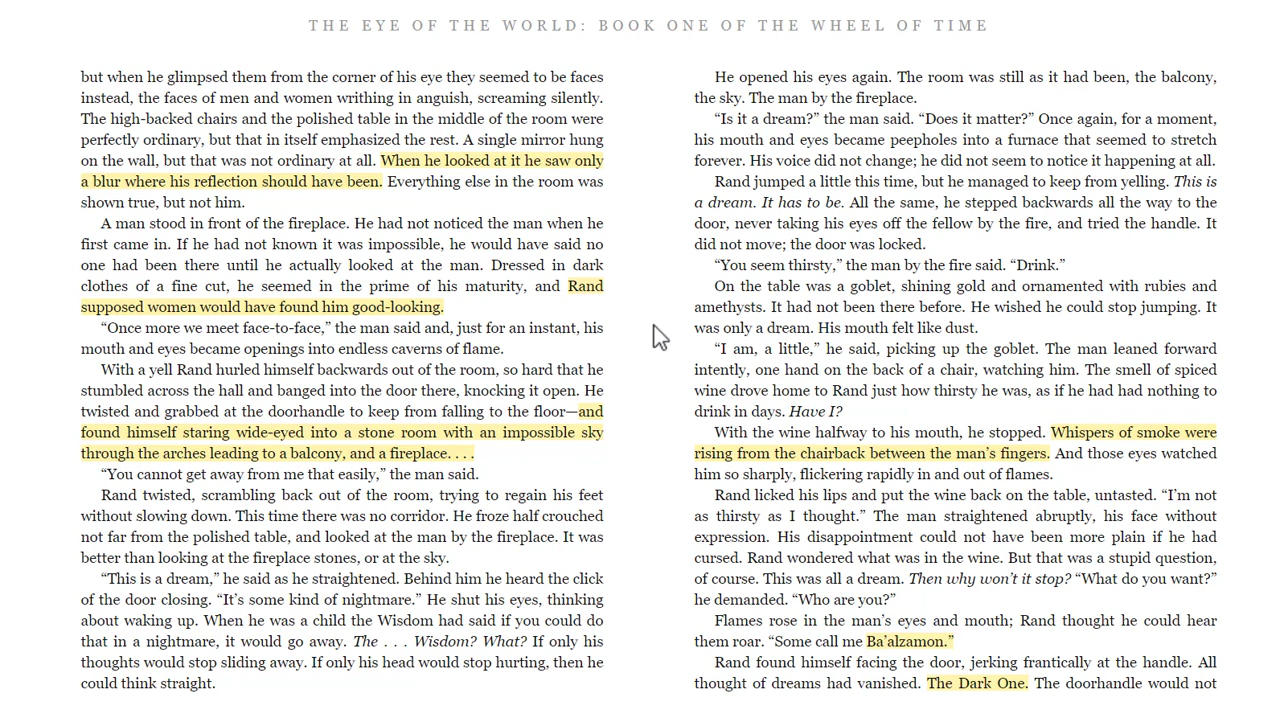 THE EYE OF THE WORLD: BOOK ONE OF THE WHEEL OF TIME
but when he glimpsed them from the corner of his eye they seemed to be faces
instead, the faces of men and women writhing in anguish, screaming silently.
The high-backed chairs and the polished table in the middle of the room were
perfectly ordinary, but that in itself emphasized the rest. A single mirror hung
on the wall, but that was not ordinary at all. When he looked at it he saw only
a blur where his reflection should have been. Everything else in the room was
shown true, but not him.
A man stood in front of the fireplace. He had not noticed the man when he
first came in. If he had not known it was impossible, he would have said no
one had been there until he actually looked at the man. Dressed in dark
clothes of a fine cut, he seemed in the prime of his maturity, and Rand
supposed women would have found him good-looking.
“Once more we meet face-to-face,” the man said and, just for an instant, his
mouth and eyes became openings into endless caverns of flame.
With a yell Rand hurled himself backwards out of the room, so hard that he
stumbled across the hall and banged into the door there, knocking it open. He
twisted and grabbed at the doorhandle to keep from falling to the floor—and
found himself staring wide-eyed into a stone room with an impossible sky
through the arches leading to a balcony, and a fireplace. . . .
“You cannot get away from me that easily,” the man said.
Rand twisted, scrambling back out of the room, trying to regain his feet
without slowing down. This time there was no corridor. He froze half crouched
not far from the polished table, and looked at the man by the fireplace. It was
better than looking at the fireplace stones, or at the sky.
“This is a dream,” he said as he straightened. Behind him he heard the click
of the door closing. “It’s some kind of nightmare.” He shut his eyes, thinking
about waking up. When he was a child the Wisdom had said if you could do
that in a nightmare, it would go away. The . . . Wisdom? What? If only his
thoughts would stop sliding away. If only his head would stop hurting, then he
could think straight.
He opened his eyes again. The room was still as it had been, the balcony,
the sky. The man by the fireplace.
“Is it a dream?” the man said. “Does it matter?” Once again, for a moment,
his mouth and eyes became peepholes into a furnace that seemed to stretch
forever. His voice did not change; he did not seem to notice it happening at all.
Rand jumped a little this time, but he managed to keep from yelling. This is
a dream. It has to be. All the same, he stepped backwards all the way to the
door, never taking his eyes off the fellow by the fire, and tried the handle. It
did not move; the door was locked.
“You seem thirsty,” the man by the fire said. “Drink.”
On the table was a goblet, shining gold and ornamented with rubies and
amethysts. It had not been there before. He wished he could stop jumping. It
was only a dream. His mouth felt like dust.
“I am, a little,” he said, picking up the goblet. The man leaned forward
intently, one hand on the back of a chair, watching him. The smell of spiced
wine drove home to Rand just how thirsty he was, as if he had had nothing to
drink in days. Have I?
With the wine halfway to his mouth, he stopped. Whispers of smoke were
rising from the chairback between the man’s fingers. And those eyes watched
him so sharply, flickering rapidly in and out of flames.
Rand licked his lips and put the wine back on the table, untasted. “I’m not
as thirsty as I thought.” The man straightened abruptly, his face without
expression. His disappointment could not have been more plain if he had
cursed. Rand wondered what was in the wine. But that was a stupid question,
of course. This was all a dream. Then why won’t it stop? “What do you want?”
he demanded. “Who are you?”
Flames rose in the man’s eyes and mouth; Rand thought he could hear
them roar. “Some call me Ba’alzamon.”
Rand found himself facing the door, jerking frantically at the handle. All
thought of dreams had vanished. The Dark One. The doorhandle would not